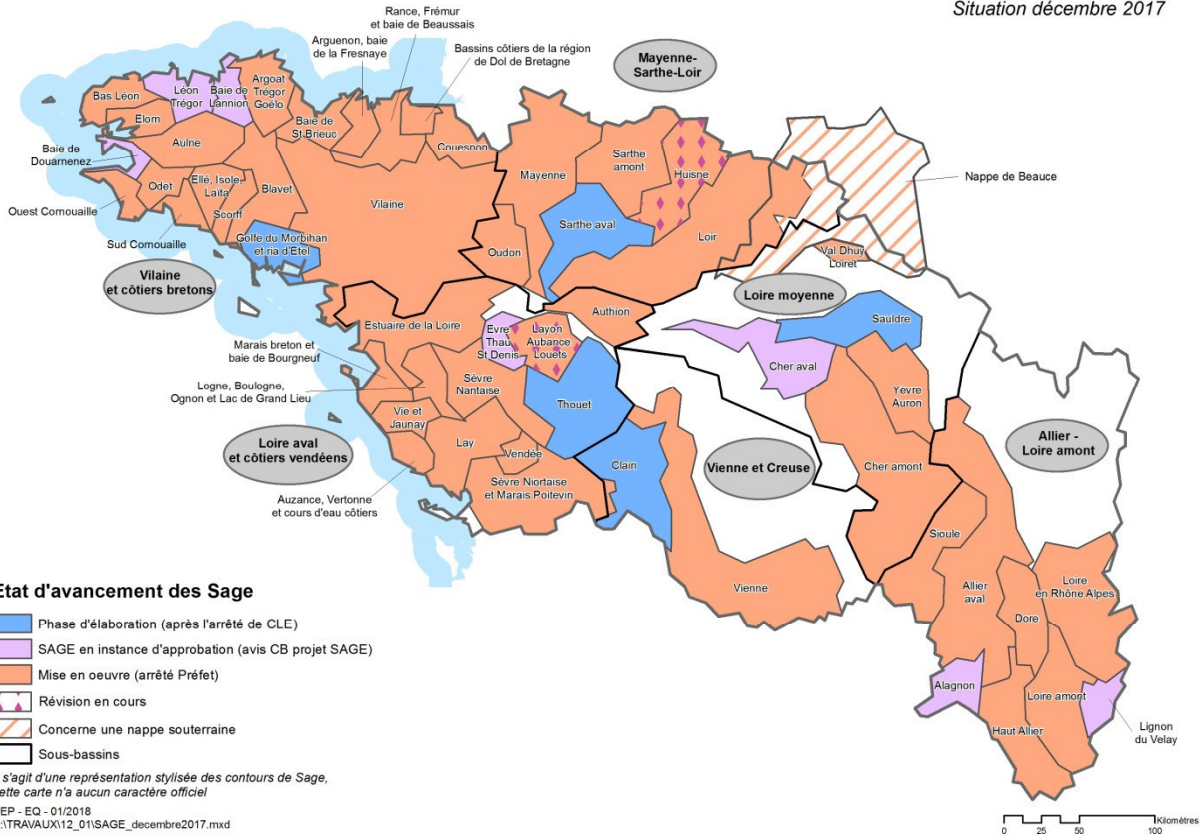 Situation décembre 2017
Rance, Frémur
et baie de Beaussais
Arguenon, baie
de la Fresnaye
Bassins côtiers de la région
de Dol de Bretagne
Mayenne-
Sarthe-Loir
Bas Léon
Léon
Trégor
Baie de
Lannion
Argoat
Trégor
Goélo
Elorn
Baie de
St Brieuc
Aulne
Couesnon
Baie de
Douarnenez
Mayenne
Sarthe
amont
Huisne
Nappe de Beauce
Odet
Ellé, Isole,
Laïta
Blavet
Vilaine
Ouest Cornouaille
Scorff
Sarthe aval
Loir
Sud Cornouaille
Golfe du Morbihan
et ria d'Etel
Oudon
Val Dhuy
Loiret
Vilaine
et côtiers bretons
Loire moyenne
Estuaire de la Loire
Authion
Sauldre
Evre
Thau
St Denis
Layon
Aubance
Louets
Marais breton et
baie de Bourgneuf
Cher aval
Logne, Boulogne,
Ognon et Lac de Grand Lieu
Sèvre
Nantaise
Yèvre
Auron
Thouet
Vie et
Jaunay
Loire aval
et côtiers vendéens
Lay
Vendée
Clain
Vienne et Creuse
Cher amont
Allier -
Loire amont
Auzance, Vertonne
et cours d'eau côtiers
Sèvre Niortaise
et Marais Poitevin
Sioule
Vienne
Allier
aval
Dore
Loire
en Rhône Alpes
Alagnon
Loire amont
Haut Allier
Lignon
du Velay
Etat d'avancement des Sage
Phase d'élaboration (après l'arrêté de CLE)
SAGE en instance d'approbation (avis CB projet SAGE)
Mise en oeuvre (arrêté Préfet)
Révision en cours
Concerne une nappe souterraine
Sous-bassins
s'agit d'une représentation stylisée des contours de Sage,
ette carte n'a aucun caractère officiel
EP - EQ - 01/2018
:\TRAVAUX\12_01\SAGE_decembre2017.mxd
Kilomètres
0 25 50 100